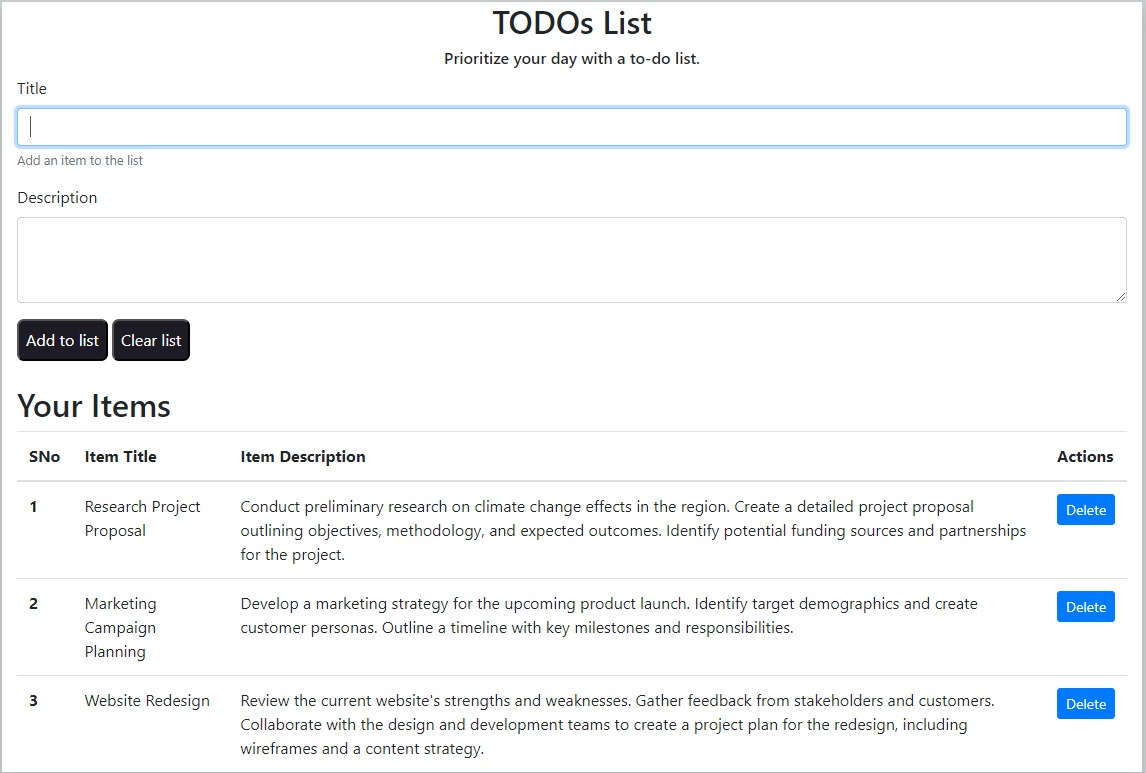 TODOs List
Prioritize your day with a to-do list.
Title
Add an item to the list
Description
Add to list Clear list
Your Items
SNo Item Title Item Description Actions
1 Research Project Conduct preliminary research on climate change effects in the region. Create a detailed project proposal Delete
Proposal outlining objectives, methodology, and expected outcomes. Identify potential funding sources and partnerships
for the project.
2 Marketing Develop a marketing strategy for the upcoming product launch. Identify target demographics and create Delete
Campaign customer personas. Outline a timeline with key milestones and responsibilities.
Planning
3 Website Redesign Review the current website's strengths and weaknesses. Gather feedback from stakeholders and customers. Delete
Collaborate with the design and development teams to create a project plan for the redesign, including
wireframes and a content strategy.